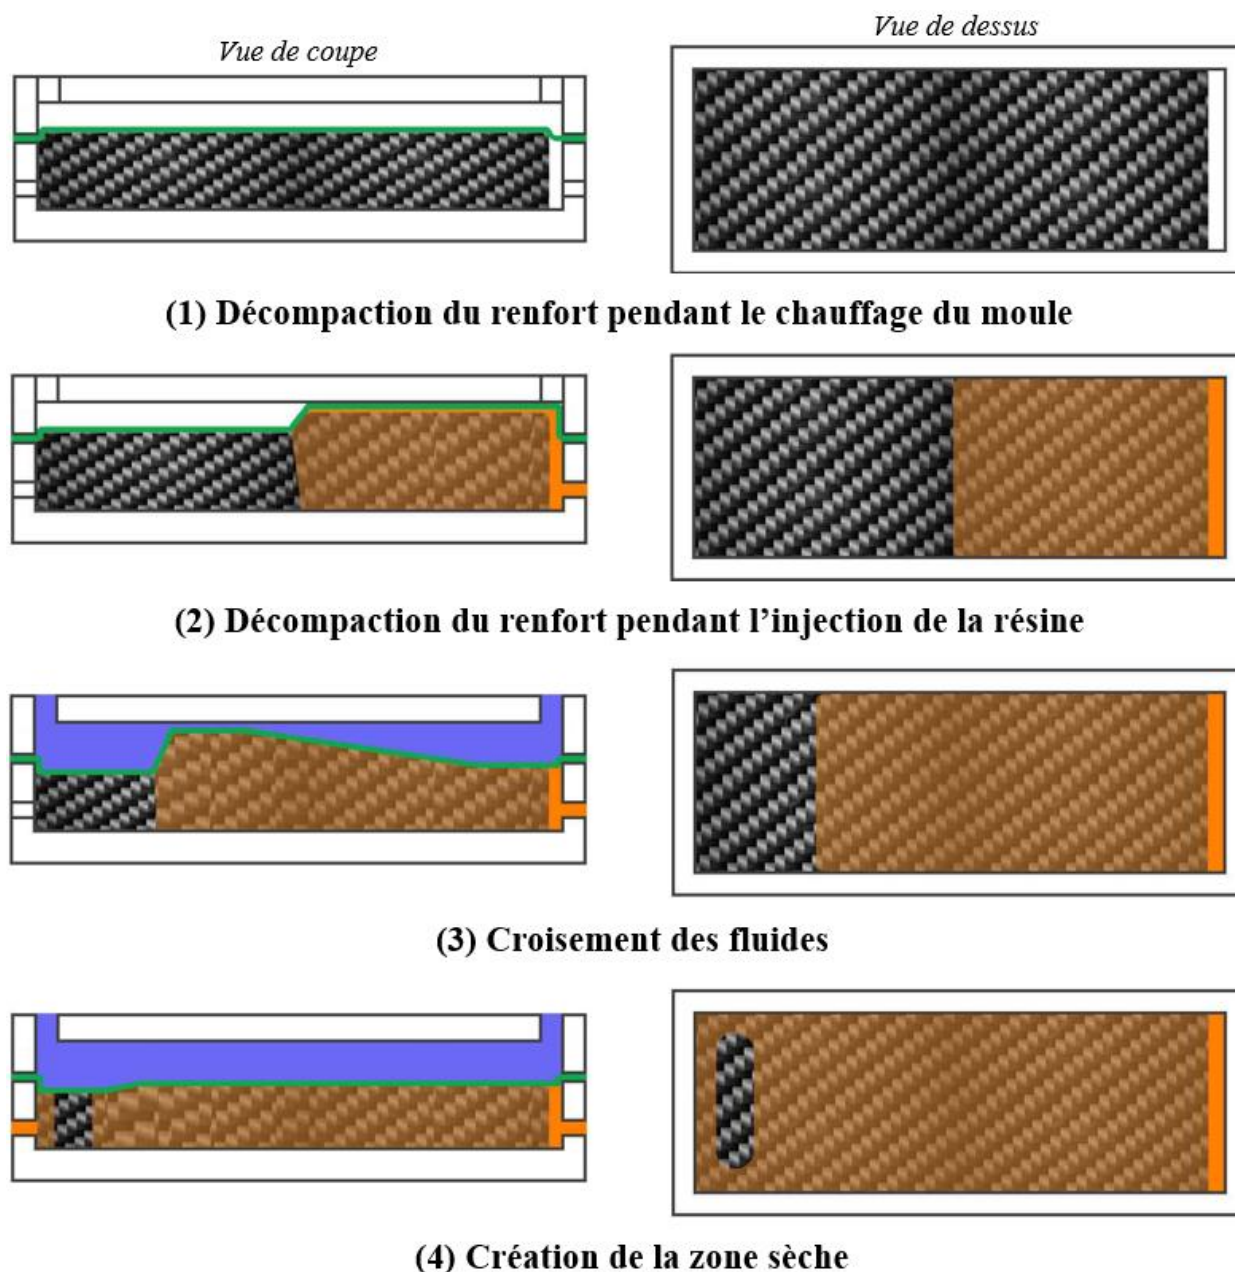 Vue de coupe
Vue de dessus
(1) Décompaction du renfort pendant le chauffage du moule
(2) Décompaction du renfort pendant l’injection de la résine
(3) Croisement des fluides
(4) Création de la zone sèche